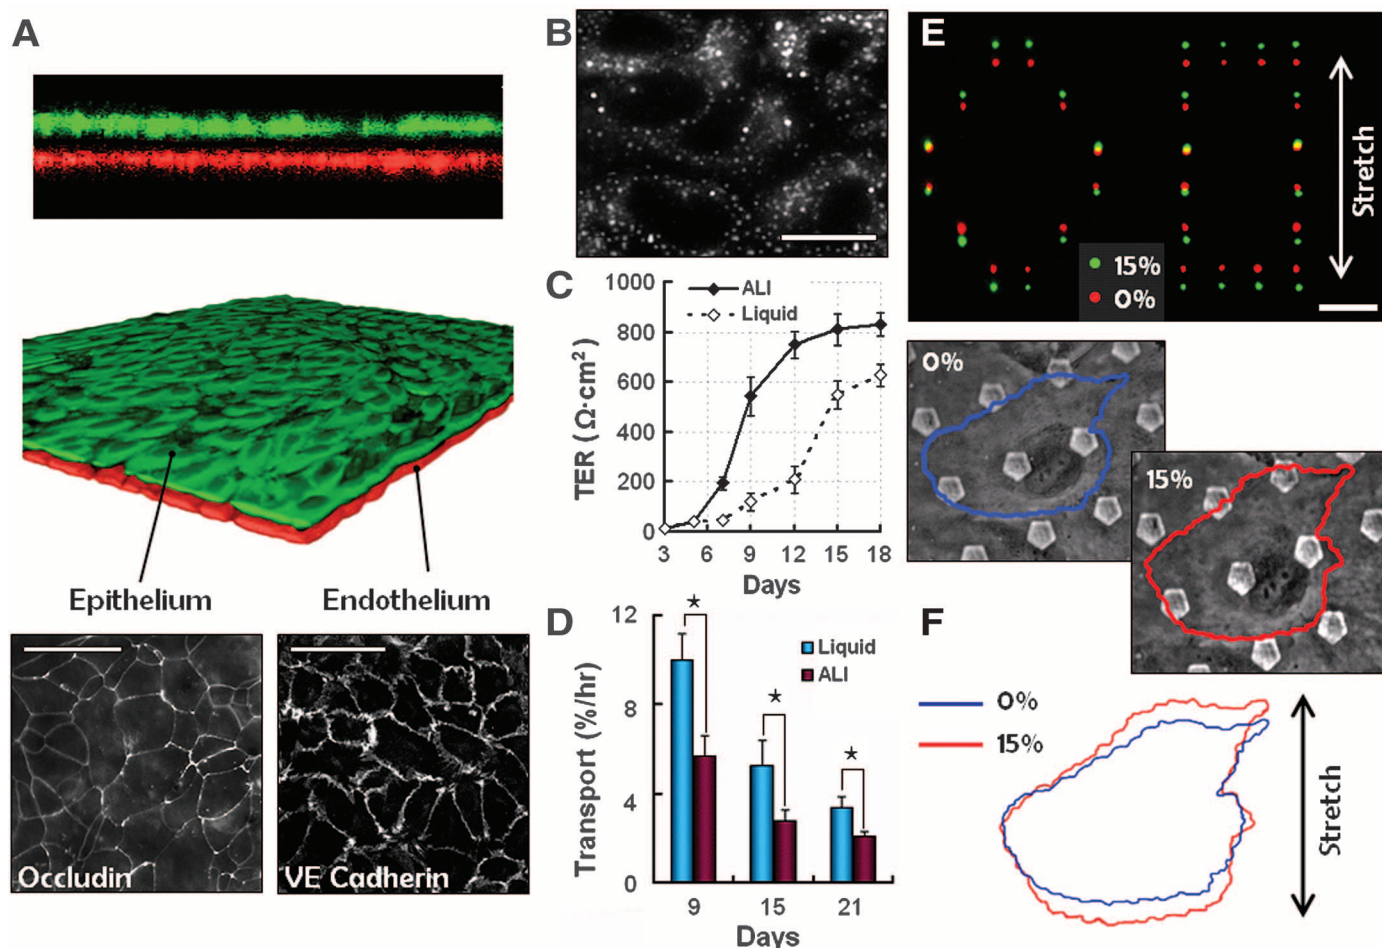 A
Epithelium
Endothelium
Occludin
VE Cadherin
B
C
1000
800
600
400
200
0
TER (Ω·cm²)
ALI
Liquid
3 6 9 12 15 18
Days
D
12
8
4
0
Transport (%/hr)
★ ★ ★
Liquid
ALI
9 15 21
Days
E
15%
0%
Stretch
0%
15%
F
0%
15%
Stretch